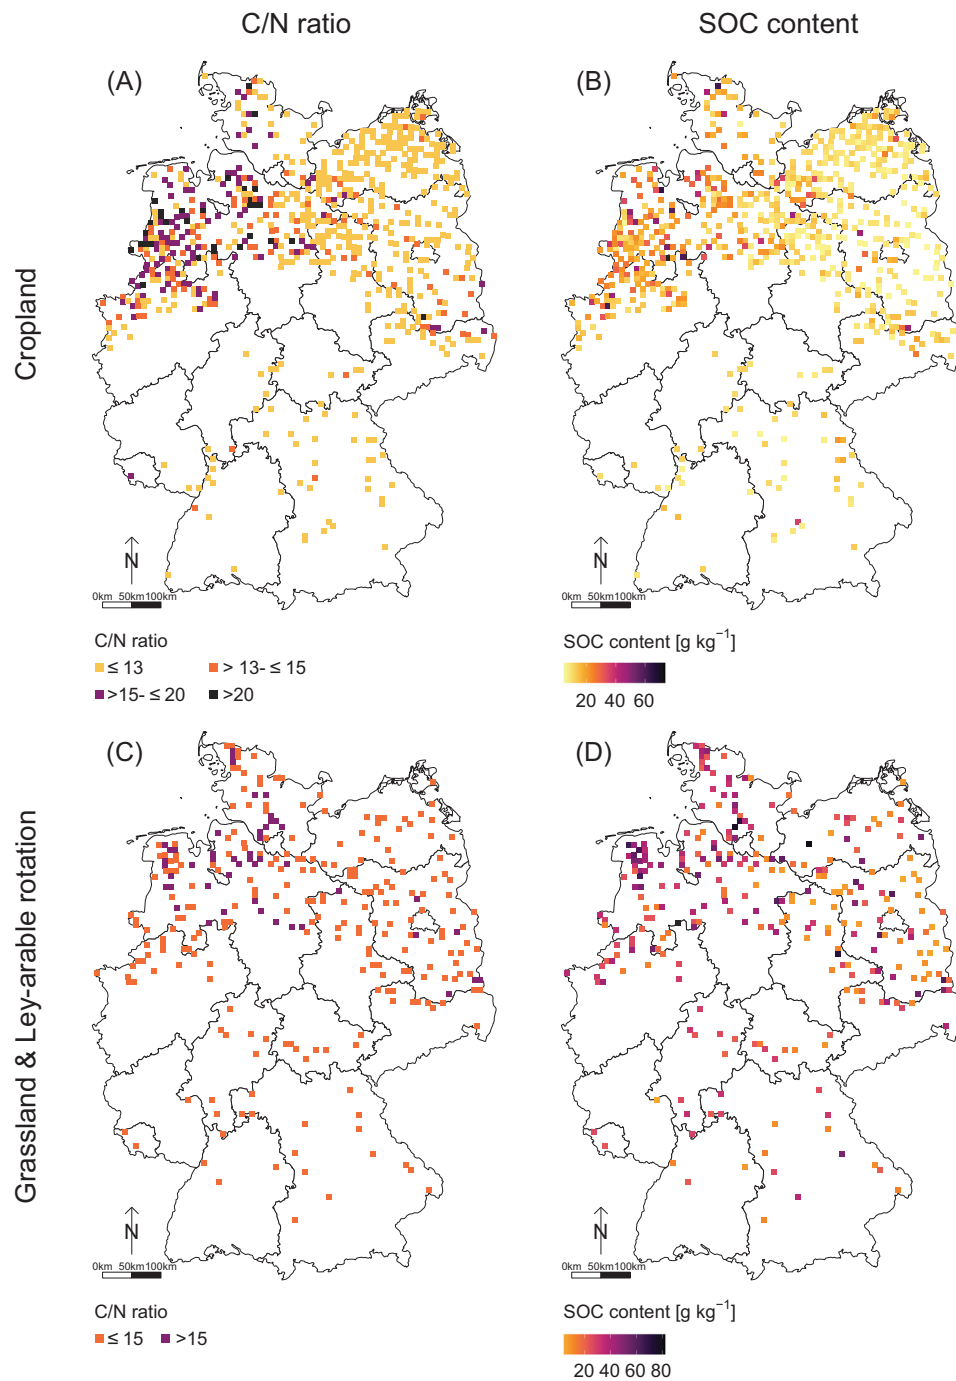 C/N ratio
SOC content
Cropland
(A)
(B)
N
0km 50km100km
N
0km 50km100km
C/N ratio
≤ 13
> 13- ≤ 15
>15- ≤ 20
>20
SOC content [g kg⁻¹]
20 40 60
Grassland & Ley-arable rotation
(C)
(D)
N
0km 50km100km
N
0km 50km100km
C/N ratio
≤ 15 >15
SOC content [g kg⁻¹]
20 40 60 80